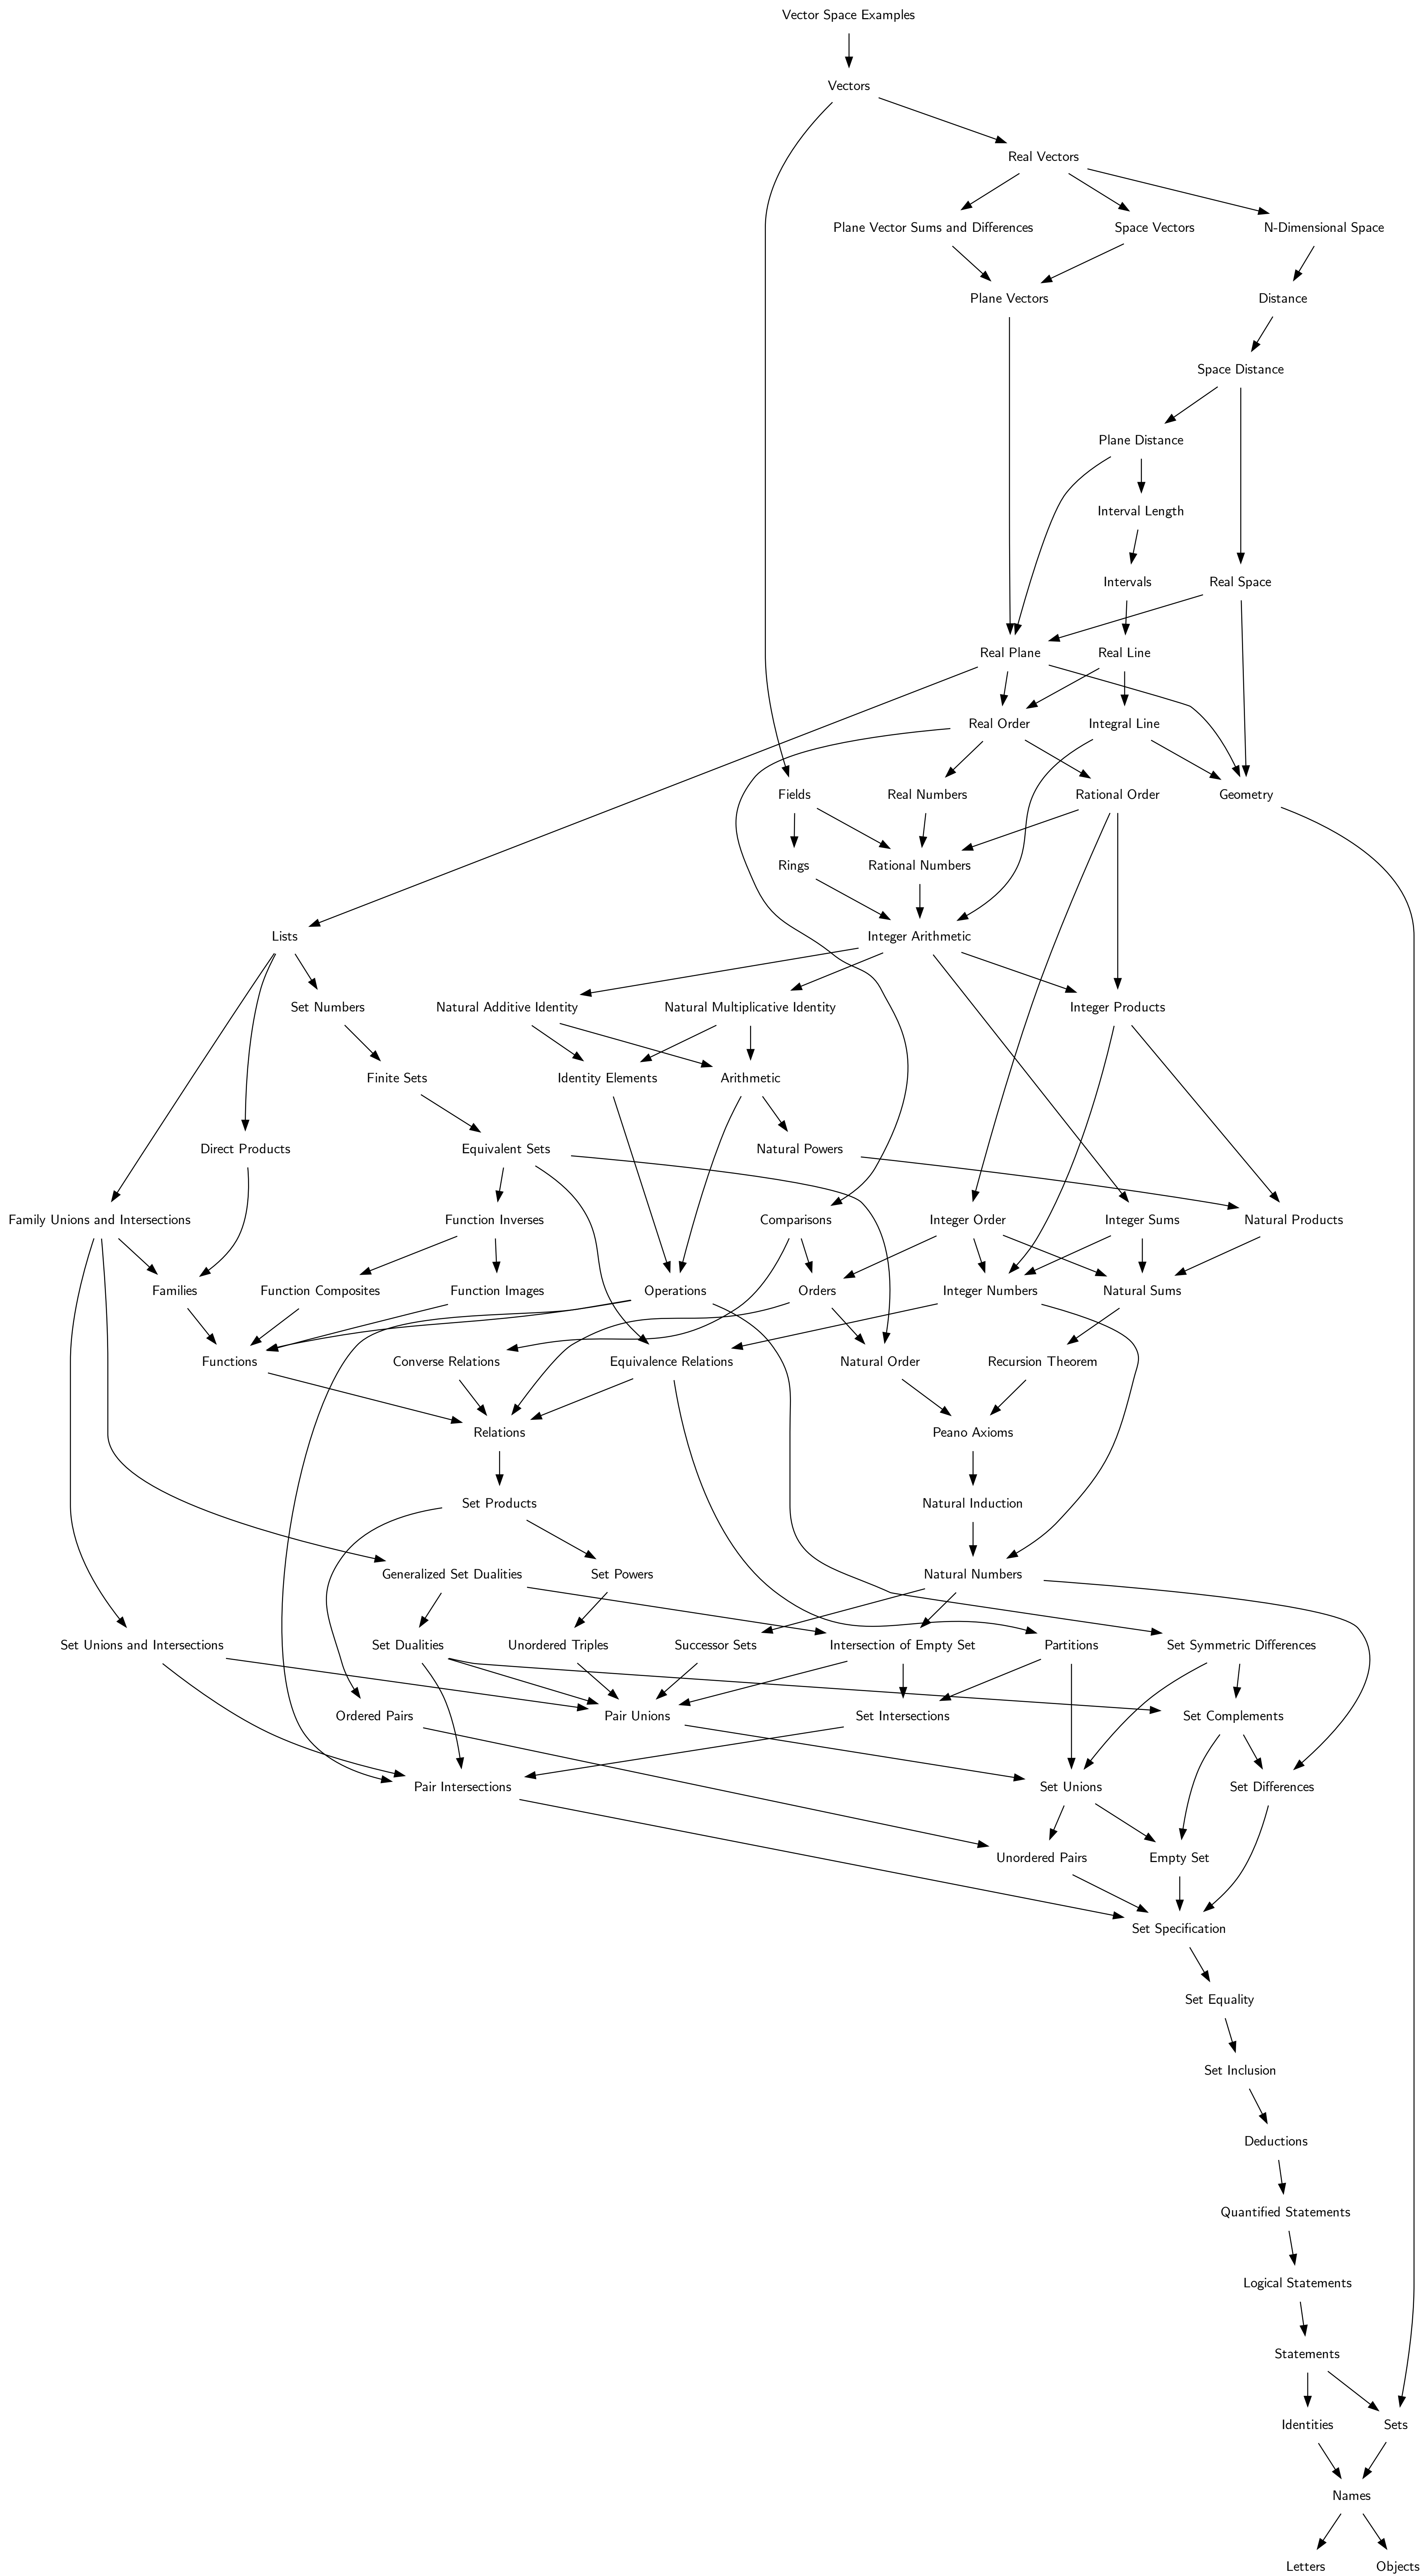 Vector Space Examples
Vectors
Real Vectors
Plane Vector Sums and Differences
Space Vectors
N-Dimensional Space
Plane Vectors
Distance
Space Distance
Plane Distance
Interval Length
Intervals
Real Space
Real Plane
Real Line
Real Order
Integral Line
Fields
Real Numbers
Rational Order
Geometry
Rings
Rational Numbers
Lists
Integer Arithmetic
Set Numbers
Natural Additive Identity
Natural Multiplicative Identity
Integer Products
Finite Sets
Identity Elements
Arithmetic
Direct Products
Equivalent Sets
Natural Powers
Family Unions and Intersections
Function Inverses
Comparisons
Integer Order
Integer Sums
Natural Products
Families
Function Composites
Function Images
Operations
Orders
Integer Numbers
Natural Sums
Functions
Converse Relations
Equivalence Relations
Natural Order
Recursion Theorem
Relations
Peano Axioms
Set Products
Natural Induction
Generalized Set Dualities
Set Powers
Natural Numbers
Set Unions and Intersections
Set Dualities
Unordered Triples
Successor Sets
Intersection of Empty Set
Partitions
Set Symmetric Differences
Ordered Pairs
Pair Unions
Set Intersections
Set Complements
Pair Intersections
Set Unions
Set Differences
Unordered Pairs
Empty Set
Set Specification
Set Equality
Set Inclusion
Deductions
Quantified Statements
Logical Statements
Statements
Identities
Sets
Names
Letters
Objects